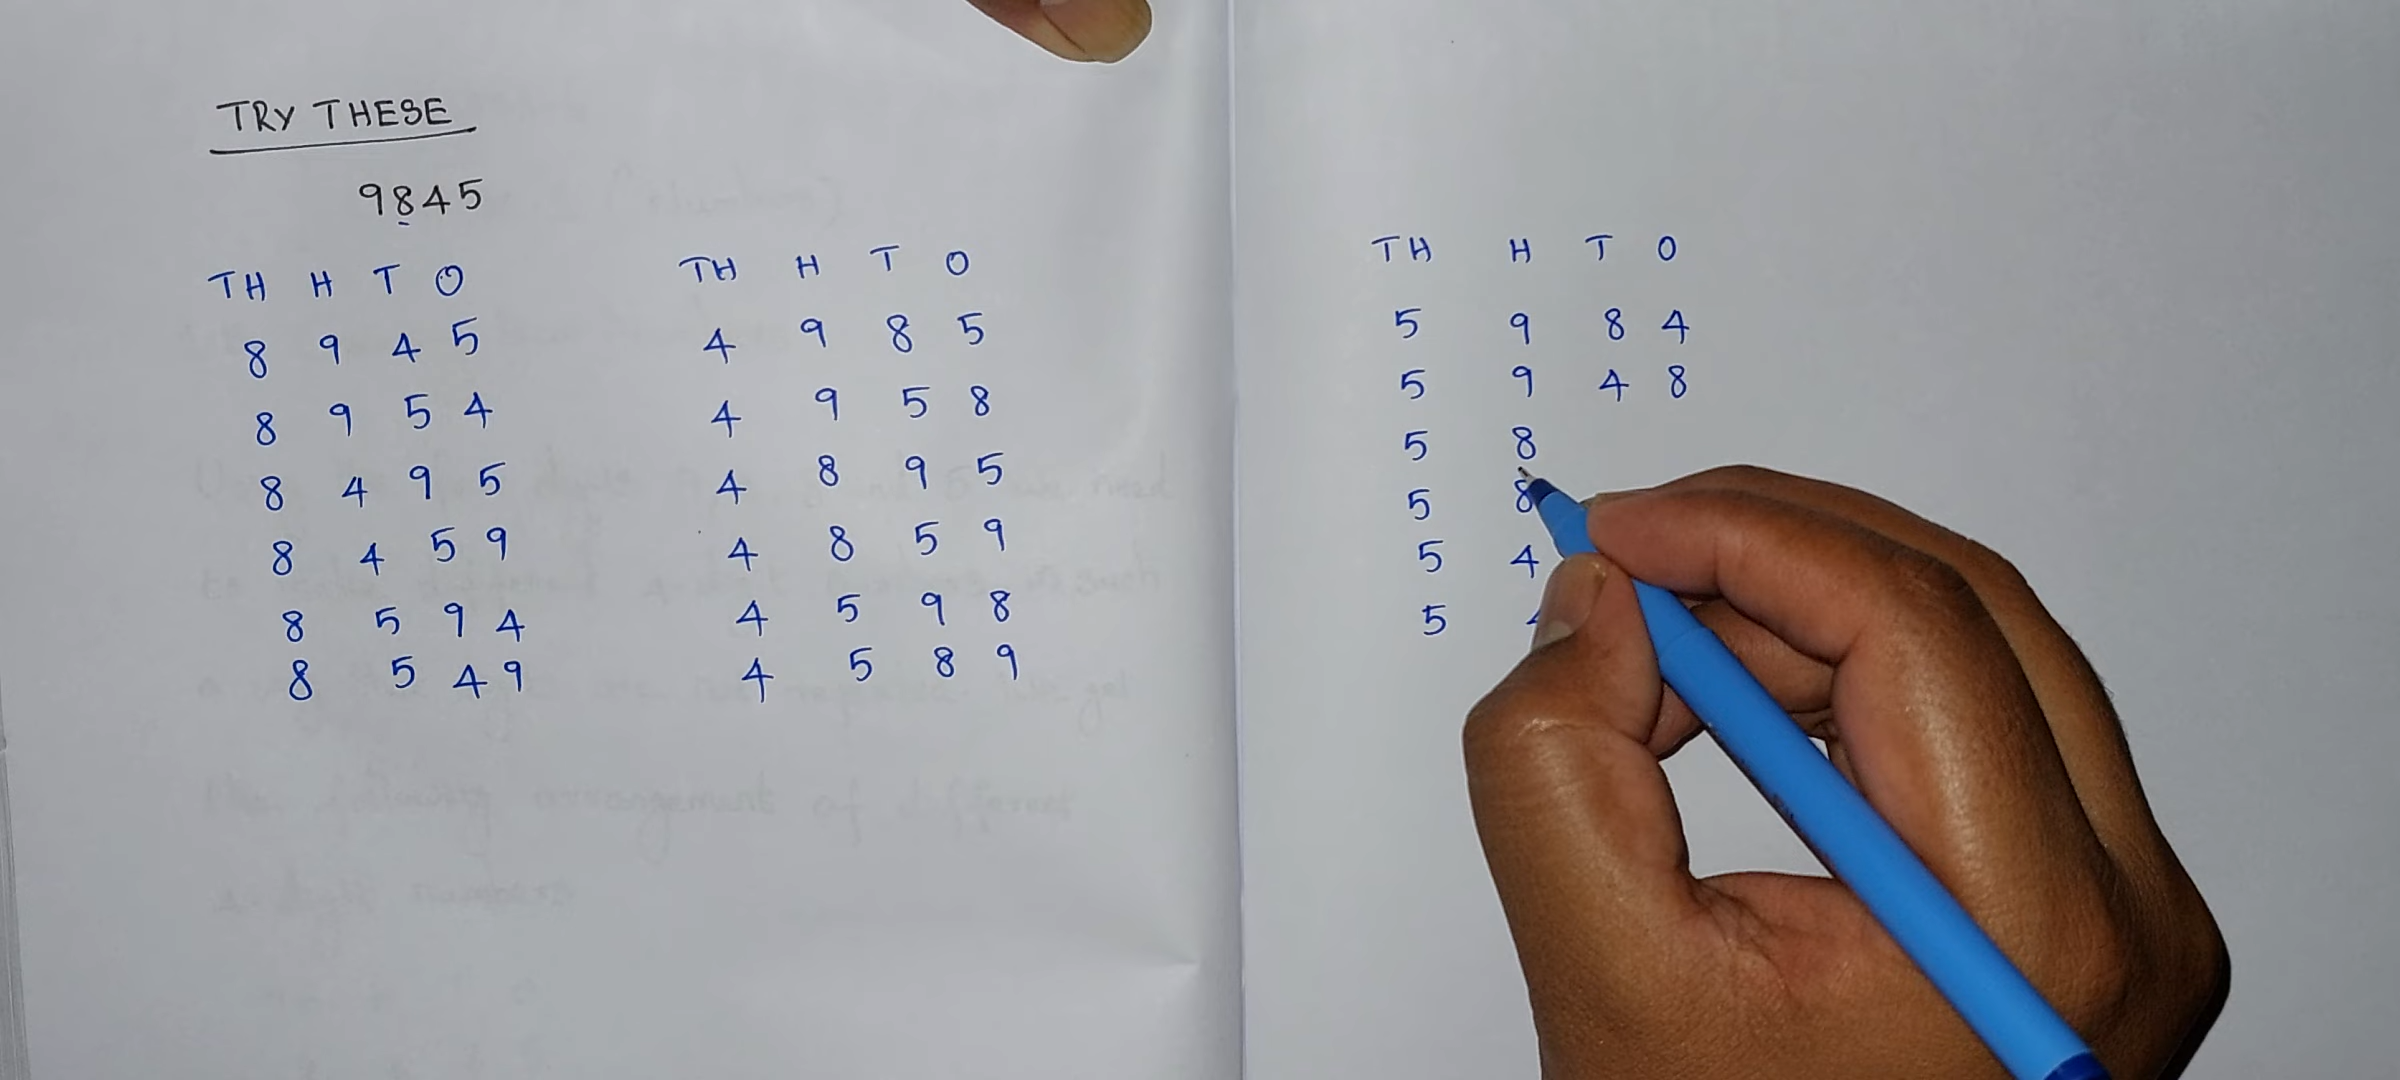 TRY THESE
9845
TH H T O
8 9 4 5
8 9 5 4
8 4 9 5
8 4 5 9
8 5 9 4
8 5 4 9
TH H T O
4 9 8 5
4 9 5 8
4 8 9 5
4 8 5 9
4 5 9 8
4 5 8 9
TH H T O
5 9 8 4
5 9 4 8
5 8
5 8
5 4
5